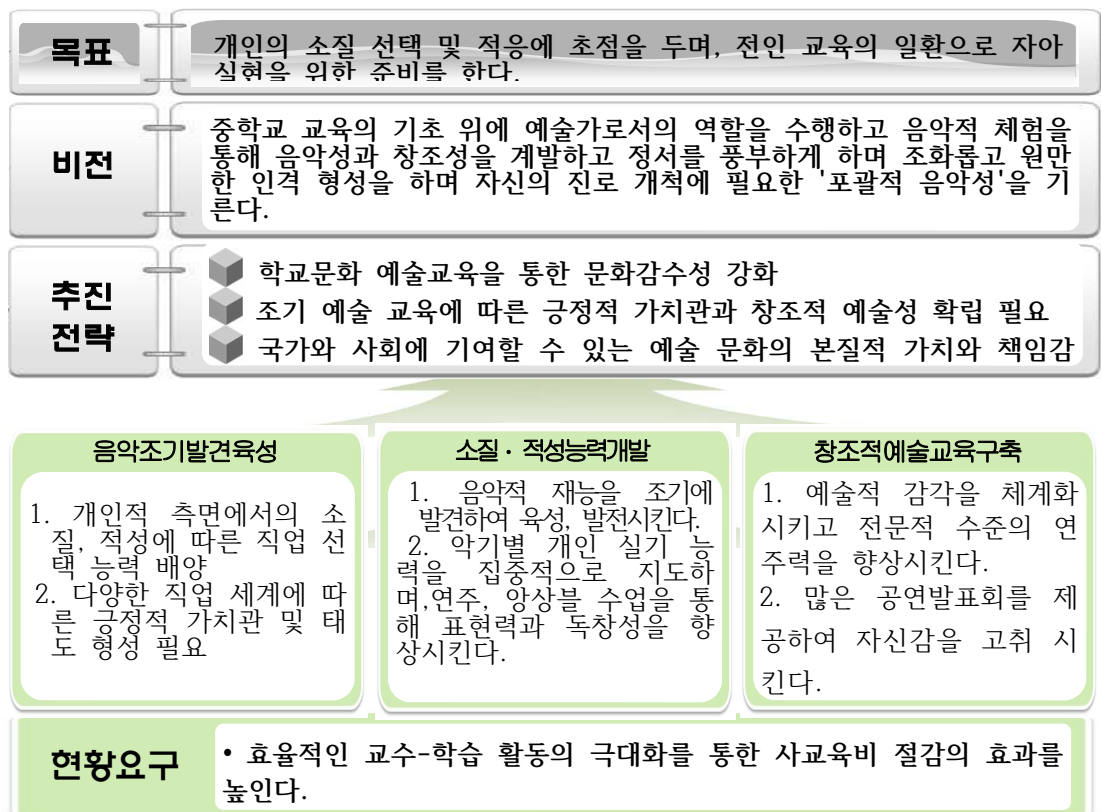 목표
개인의 소질 선택 및 적응에 초점을 두며, 전인 교육의 일환으로 자아
실현을 위한 준비를 한다.
비전
중학교 교육의 기초 위에 예술가로서의 역할을 수행하고 음악적 체험을
통해 음악성과 창조성을 계발하고 정서를 풍부하게 하며 조화롭고 원만
한 인격 형성을 하며 자신의 진로 개척에 필요한 '포괄적 음악성'을 기
른다.
추진
전략
학교문화 예술교육을 통한 문화감수성 강화
조기 예술 교육에 따른 긍정적 가치관과 창조적 예술성 확립 필요
국가와 사회에 기여할 수 있는 예술 문화의 본질적 가치와 책임감
음악조기발견육성
1. 개인적 측면에서의 소
질, 적성에 따른 직업 선
택 능력 배양
2. 다양한 직업 세계에 따
른 긍정적 가치관 및 태
도 형성 필요
소질 · 적성능력개발
1. 음악적 재능을 조기에
발견하여 육성, 발전시킨다.
2. 악기별 개인 실기 능
력을 집중적으로 지도하
며,연주, 앙상블 수업을 통
해 표현력과 독창성을 향
상시킨다.
창조적예술교육구축
1. 예술적 감각을 체계화
시키고 전문적 수준의 연
주력을 향상시킨다.
2. 많은 공연발표회를 제
공하여 자신감을 고취 시
킨다.
현황요구
• 효율적인 교수-학습 활동의 극대화를 통한 사교육비 절감의 효과를
높인다.